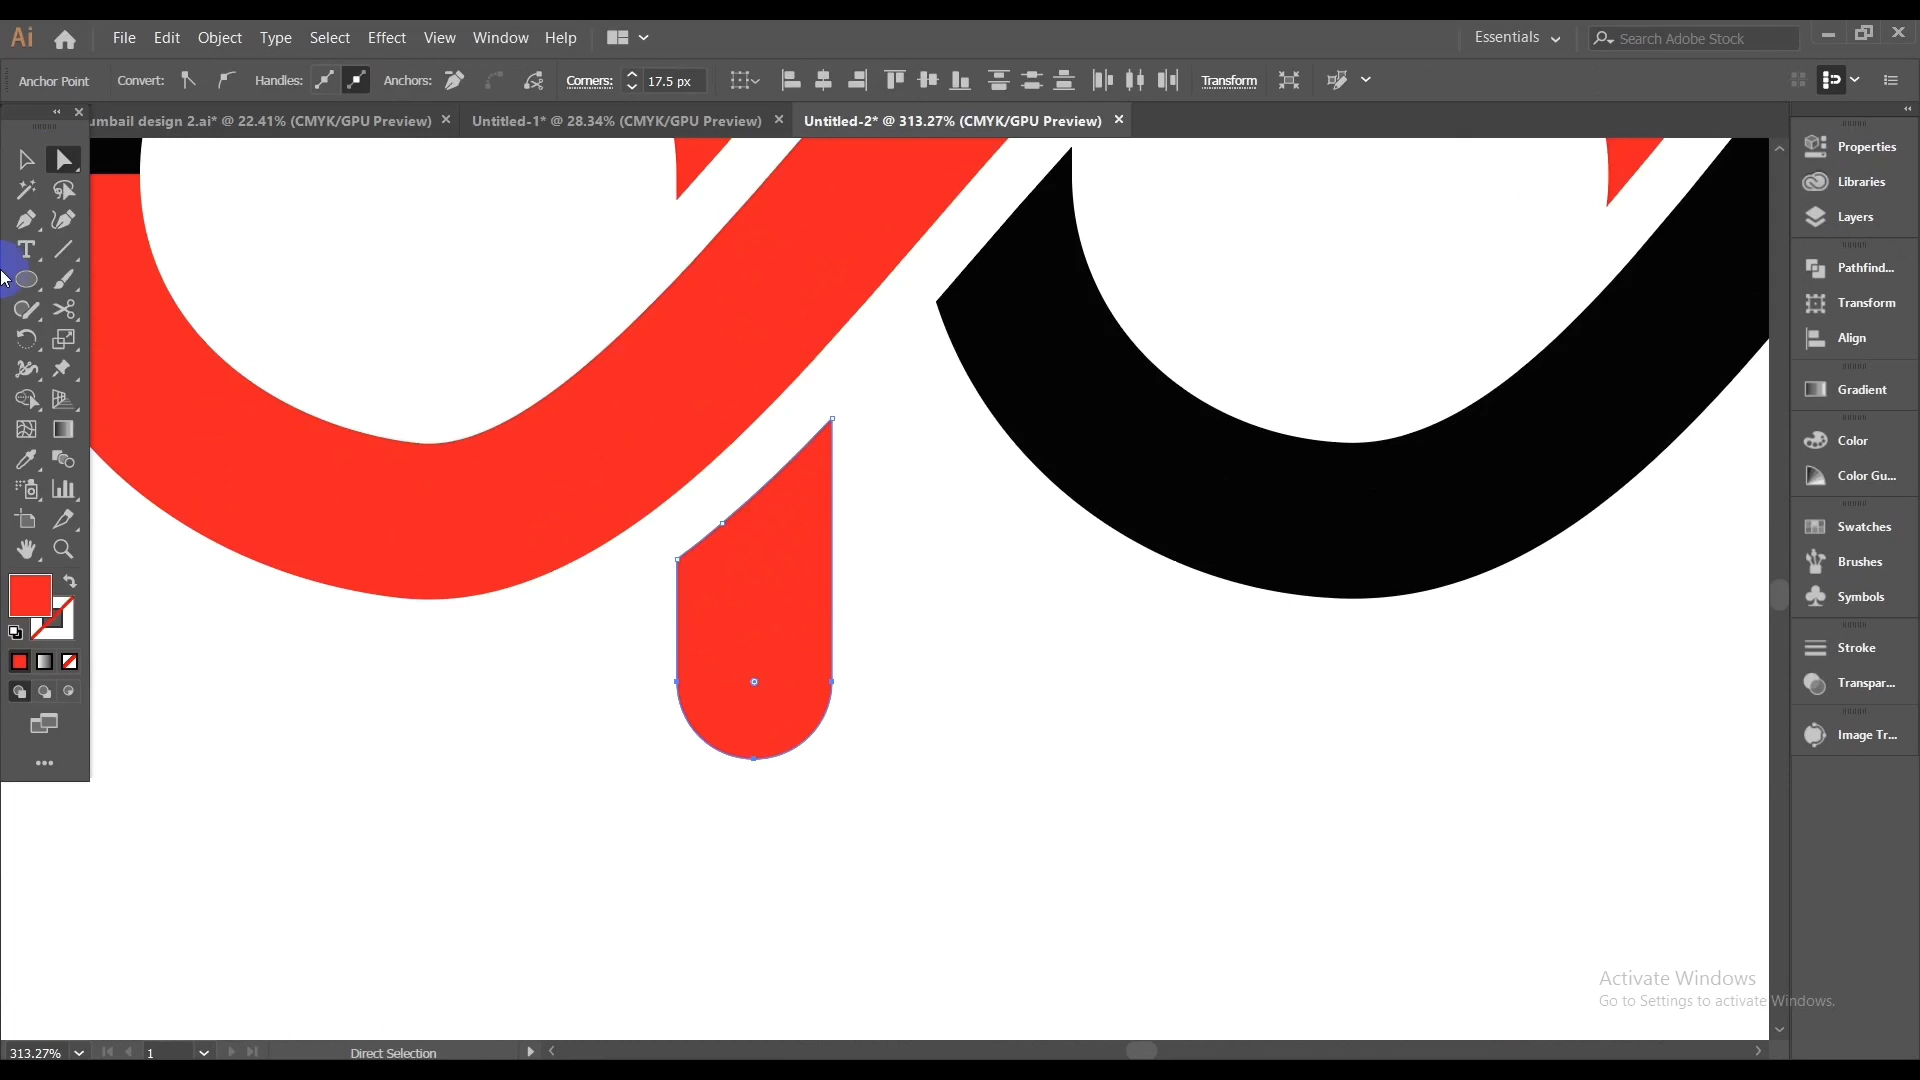 Ai File Edit Object Type Select Effect View Window Help Essentials Search Adobe Stock
Anchor Point Convert: Handles: Anchors: Corners: 17.5 px Transform
umbail design 2.ai* @ 22.41% (CMYK/GPU Preview) Untitled-1* @ 28.34% (CMYK/GPU Preview) Untitled-2* @ 313.27% (CMYK/GPU Preview)
Properties
Libraries
Layers
Pathfind...
Transform
Align
Gradient
Color
Color Gu...
Swatches
Brushes
Symbols
Stroke
Transpar...
Image Tr...
Activate Windows
Go to Settings to activate Windows.
313.27% 1 Direct Selection